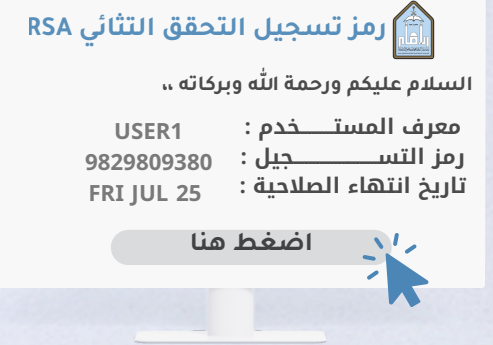 رمز تسجيل التحقق الثنائي RSA
السلام عليكم ورحمة الله وبركاته ،،
معرف المستـــــخدم : USER1
رمز التســــــــــجيل : 9829809380
تاريخ انتهاء الصلاحية : FRI JUL 25
اضغط هنا